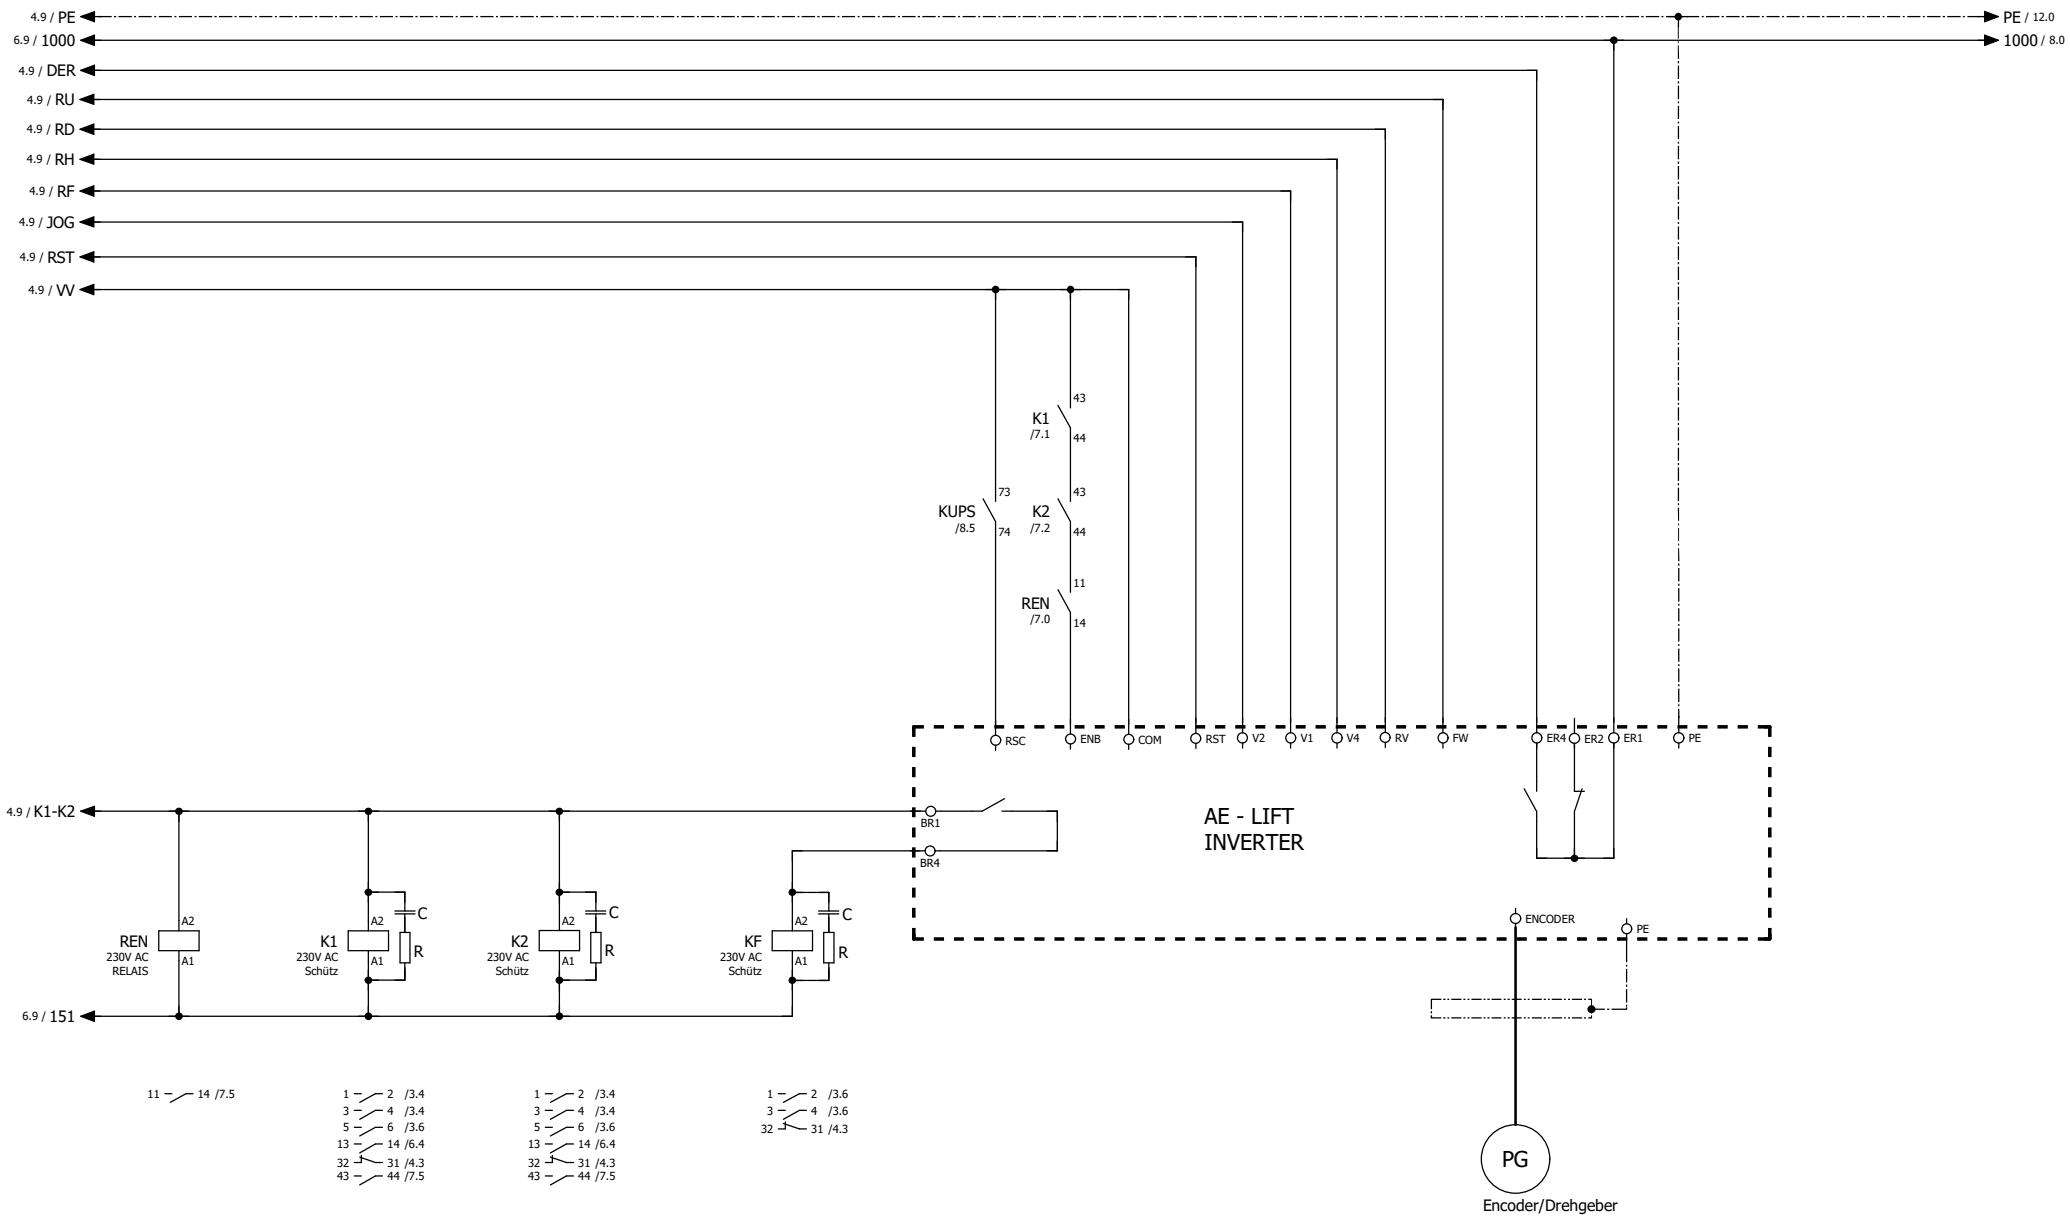 4.9 / PE
PE / 12.0
6.9 / 1000
1000 / 8.0
4.9 / DER
4.9 / RU
4.9 / RD
4.9 / RH
4.9 / RF
4.9 / JOG
4.9 / RST
4.9 / VV
43
K1
/7.1
44
73
43
KUPS
K2
/8.5
74
/7.2
44
11
REN
/7.0
14
RSC
ENB
COM
RST
V2
V1
V4
RV
FW
ER4
ER2
ER1
PE
4.9 / K1-K2
BR1
BR4
AE - LIFT
INVERTER
A2
REN
230V AC
RELAIS
A1
A2
C
K1
230V AC
Schütz
A1
R
A2
C
K2
230V AC
Schütz
A1
R
A2
C
KF
230V AC
Schütz
A1
R
ENCODER
PE
6.9 / 151
11 14 /7.5
1 2 /3.4
3 4 /3.4
5 6 /3.6
13 14 /6.4
32 31 /4.3
43 44 /7.5
1 2 /3.4
3 4 /3.4
5 6 /3.6
13 14 /6.4
32 31 /4.3
43 44 /7.5
1 2 /3.6
3 4 /3.6
32 31 /4.3
PG
Encoder/Drehgeber